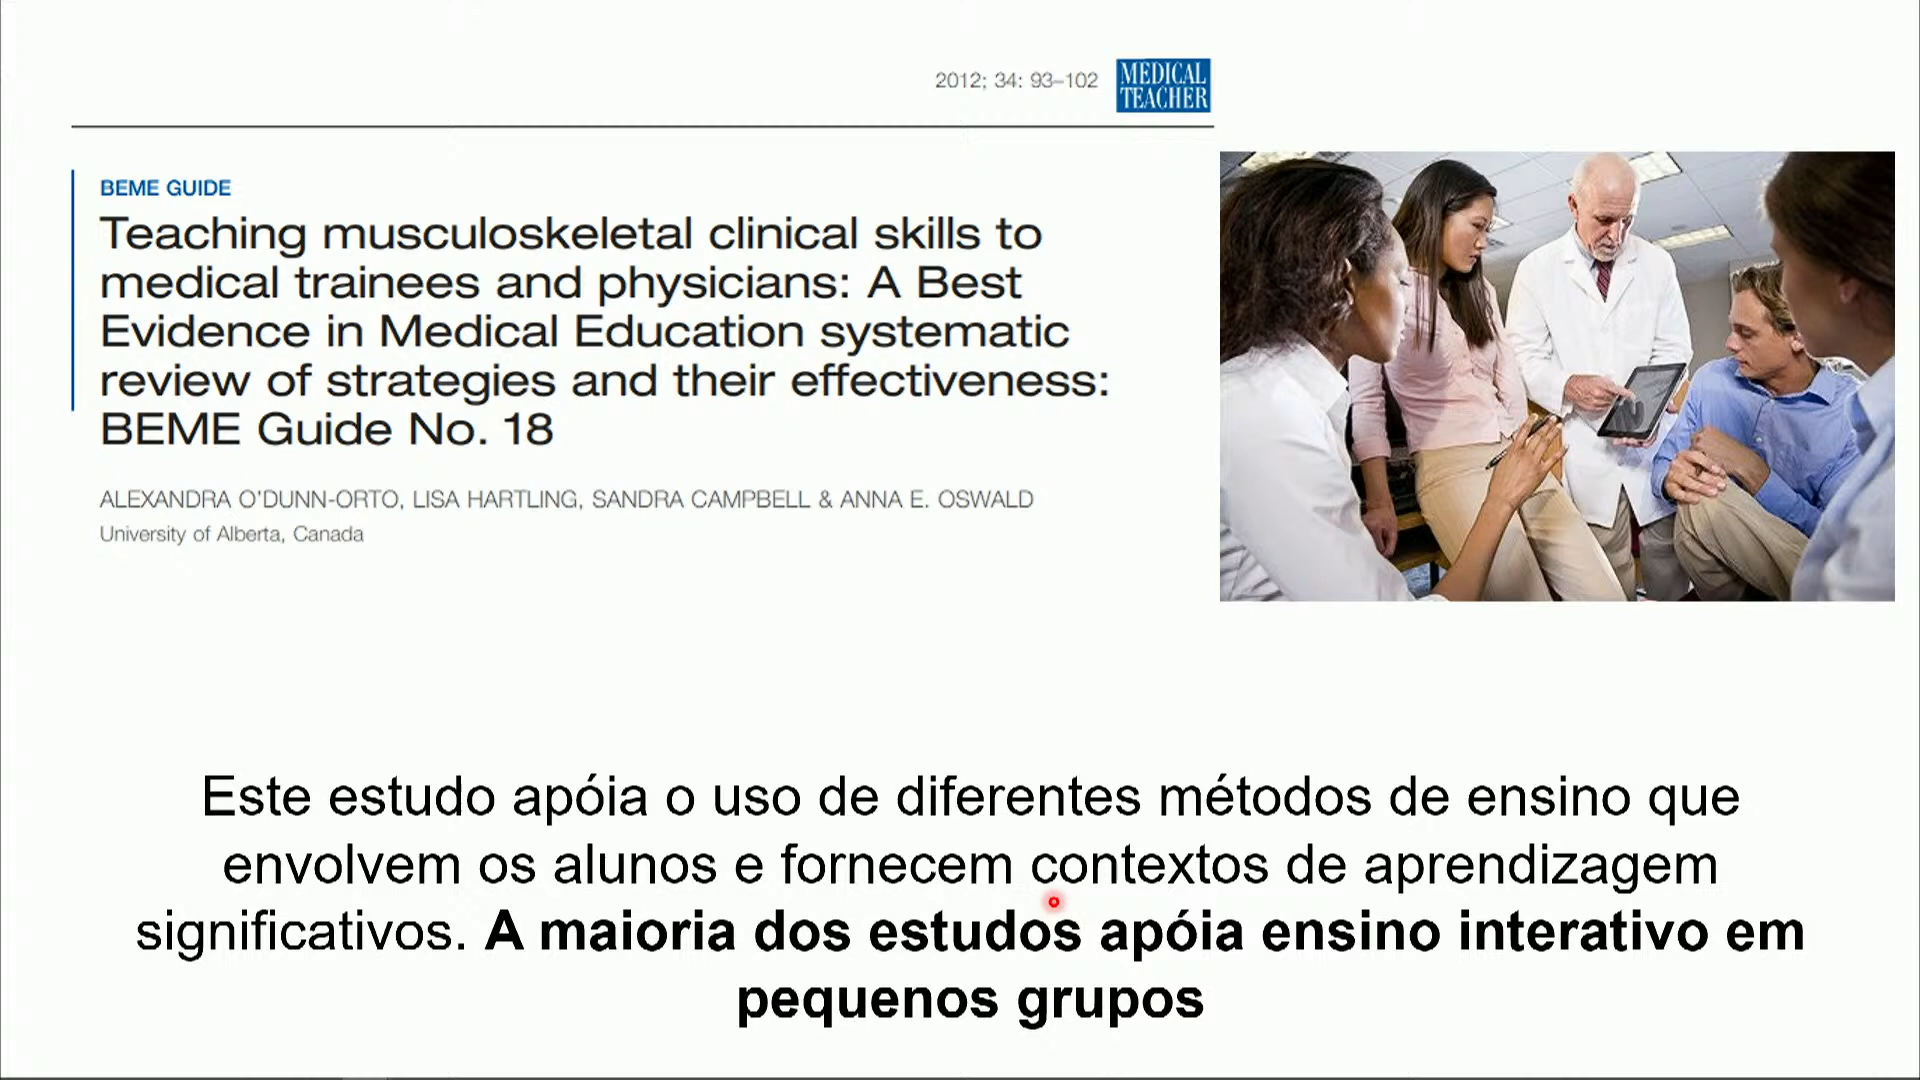 2012; 34: 93–102
MEDICAL
TEACHER
BEME GUIDE
Teaching musculoskeletal clinical skills to
medical trainees and physicians: A Best
Evidence in Medical Education systematic
review of strategies and their effectiveness:
BEME Guide No. 18
ALEXANDRA O'DUNN-ORTO, LISA HARTLING, SANDRA CAMPBELL & ANNA E. OSWALD
University of Alberta, Canada
Este estudo apóia o uso de diferentes métodos de ensino que
envolvem os alunos e fornecem contextos de aprendizagem
significativos. A maioria dos estudos apóia ensino interativo em
pequenos grupos